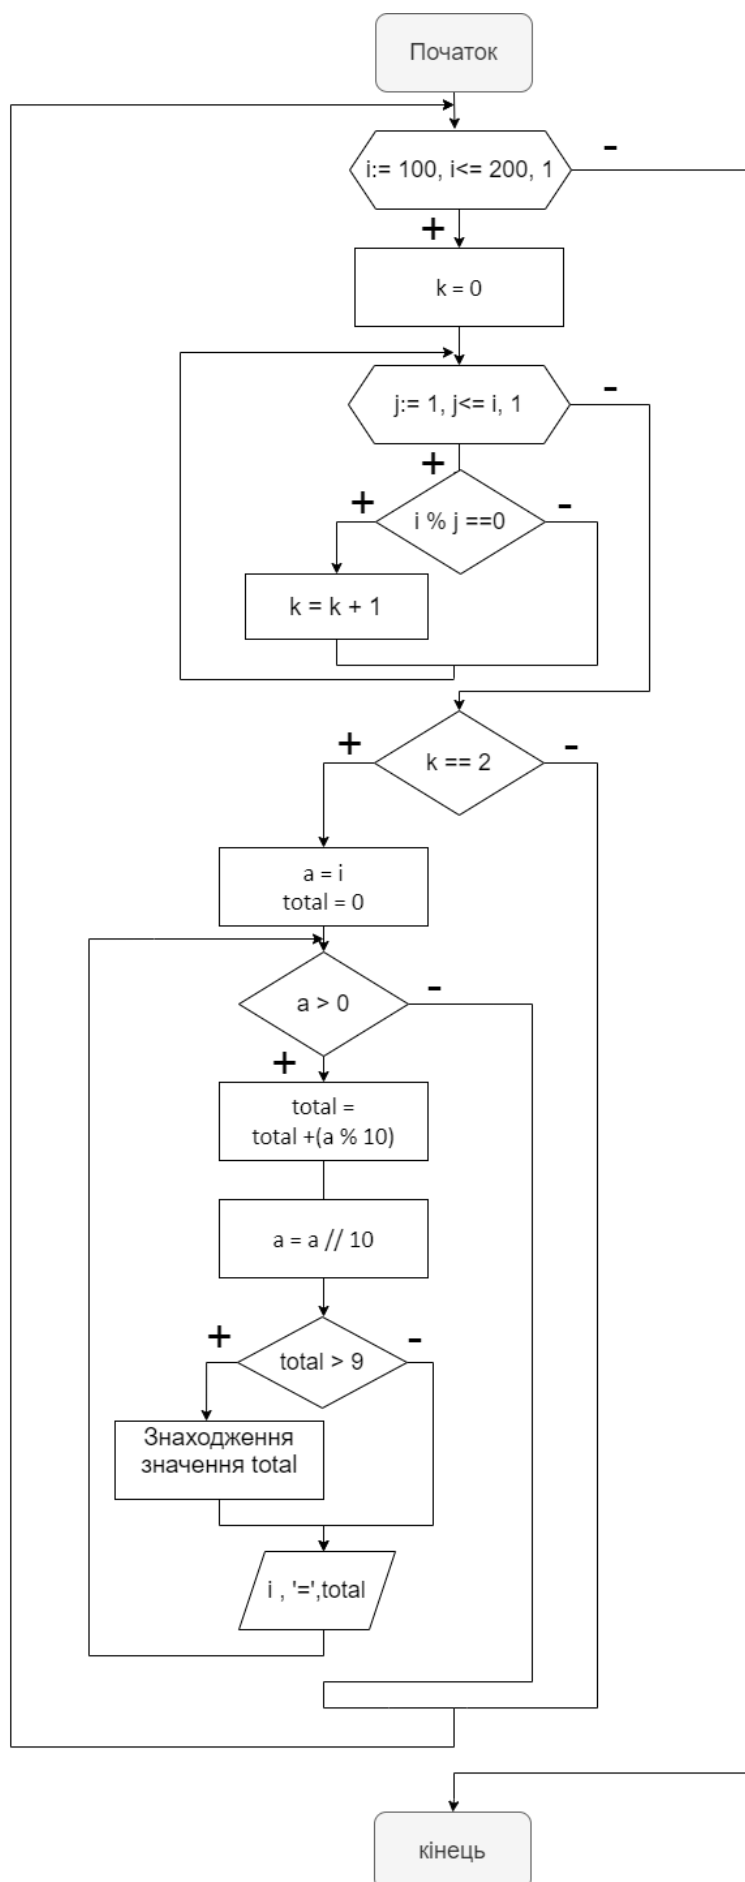 Початок
-
i:= 100, i<= 200, 1
+
k = 0
-
j:= 1, j<= i, 1
+
+
-
i % j ==0
k = k + 1
+
-
k == 2
a = i
total = 0
-
a > 0
+
total =
total +(a % 10)
a = a // 10
+
-
total > 9
Знаходження
значення total
i , '=',total
кінець